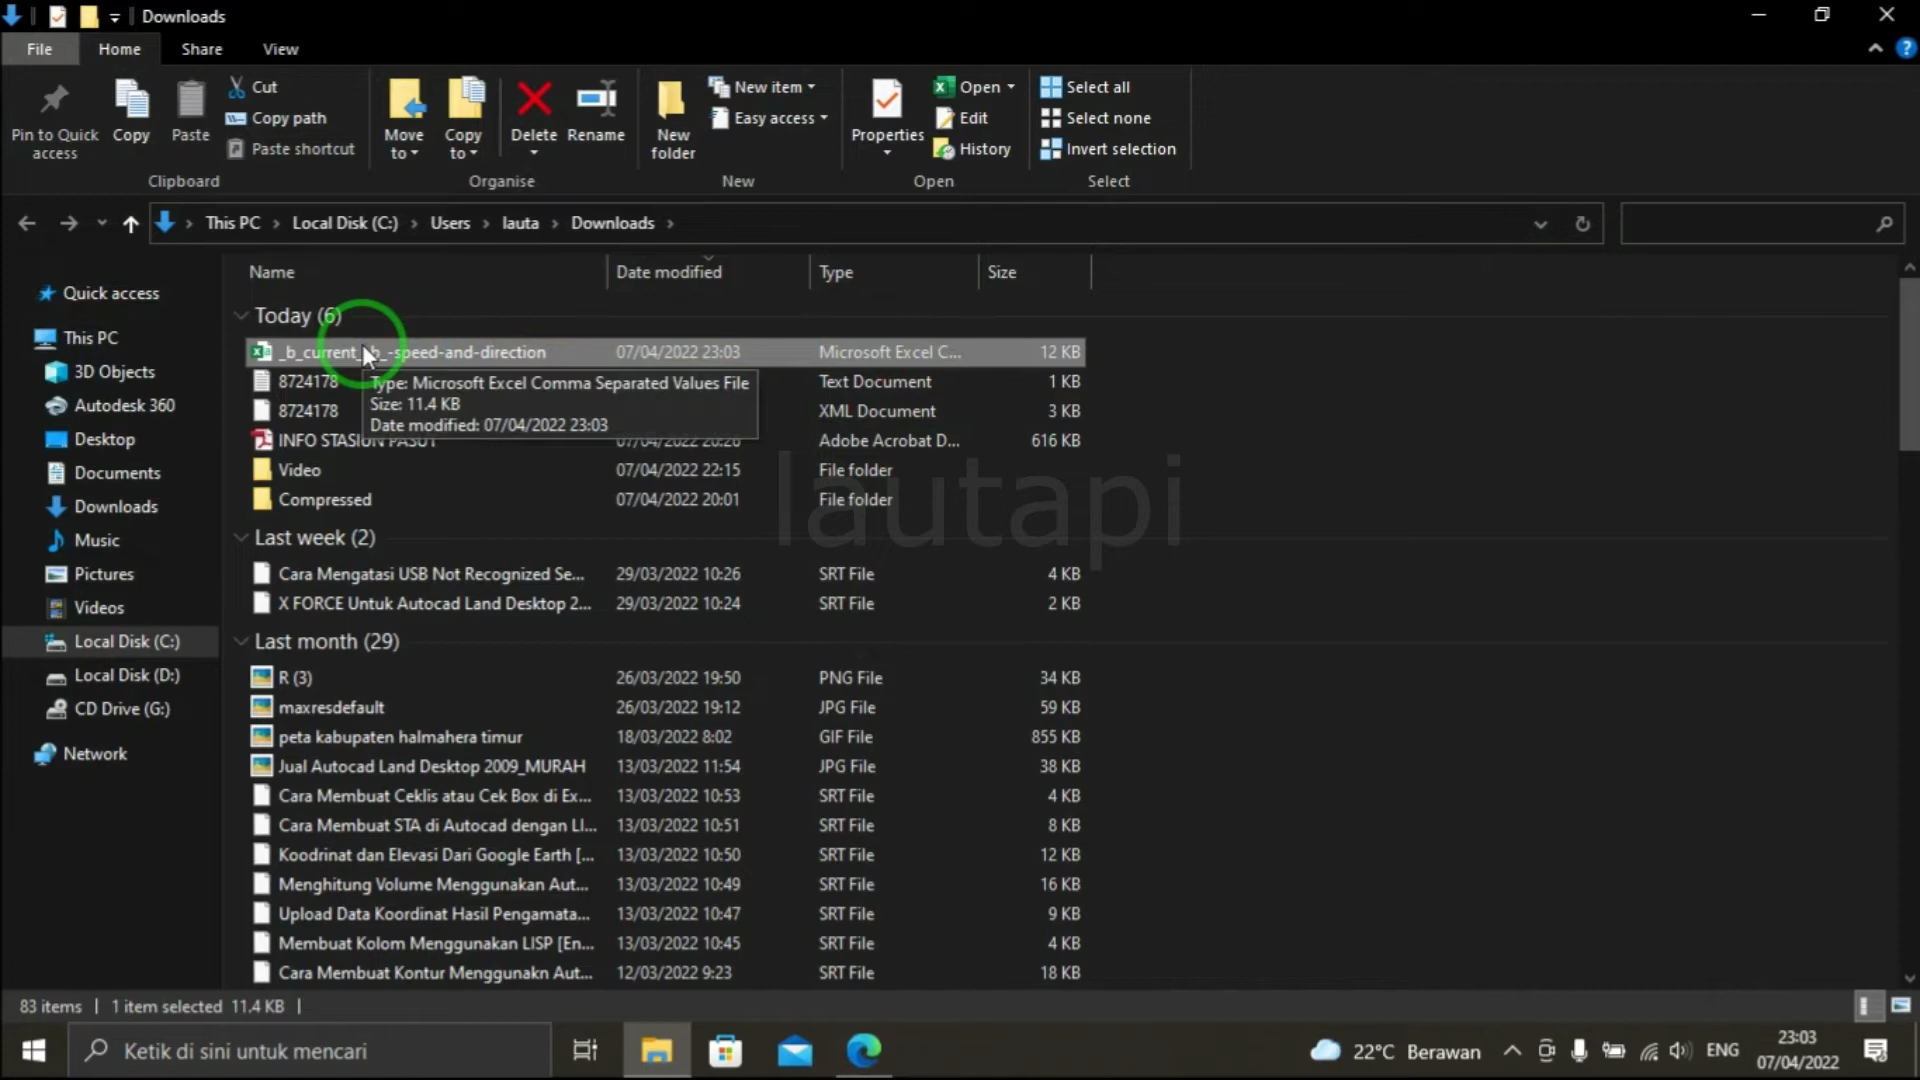 Downloads
File Home Share View
Pin to Quick access
Copy
Paste
Cut
Copy path
Paste shortcut
Clipboard
Move to
Copy to
Delete
Rename
Organise
New folder
New item
Easy access
New
Properties
Open
Edit
History
Open
Select all
Select none
Invert selection
Select
This PC > Local Disk (C:) > Users > lauta > Downloads >
Quick access
This PC
3D Objects
Autodesk 360
Desktop
Documents
Downloads
Music
Pictures
Videos
Local Disk (C:)
Local Disk (D:)
CD Drive (G:)
Network
Name Date modified Type Size
Today (6)
_b_current__b_-speed-and-direction 07/04/2022 23:03 Microsoft Excel C... 12 KB
8724178 Text Document 1 KB
8724178 XML Document 3 KB
Type: Microsoft Excel Comma Separated Values File
Size: 11.4 KB
Date modified: 07/04/2022 23:03
INFO STASIUN PASUT 07/04/2022 20:26 Adobe Acrobat D... 616 KB
Video 07/04/2022 22:15 File folder
Compressed 07/04/2022 20:01 File folder
lautapi
Last week (2)
Cara Mengatasi USB Not Recognized Se... 29/03/2022 10:26 SRT File 4 KB
X FORCE Untuk Autocad Land Desktop 2... 29/03/2022 10:24 SRT File 2 KB
Last month (29)
R (3) 26/03/2022 19:50 PNG File 34 KB
maxresdefault 26/03/2022 19:12 JPG File 59 KB
peta kabupaten halmahera timur 18/03/2022 8:02 GIF File 855 KB
Jual Autocad Land Desktop 2009_MURAH 13/03/2022 11:54 JPG File 38 KB
Cara Membuat Ceklis atau Cek Box di Ex... 13/03/2022 10:53 SRT File 4 KB
Cara Membuat STA di Autocad dengan LI... 13/03/2022 10:51 SRT File 8 KB
Koodrinat dan Elevasi Dari Google Earth [... 13/03/2022 10:50 SRT File 12 KB
Menghitung Volume Menggunakan Aut... 13/03/2022 10:49 SRT File 16 KB
Upload Data Koordinat Hasil Pengamata... 13/03/2022 10:47 SRT File 9 KB
Membuat Kolom Menggunakan LISP [En... 13/03/2022 10:45 SRT File 4 KB
Cara Membuat Kontur Menggunakn Aut... 12/03/2022 9:23 SRT File 18 KB
83 items | 1 item selected 11.4 KB |
Ketik di sini untuk mencari
22°C Berawan
ENG
23:03
07/04/2022